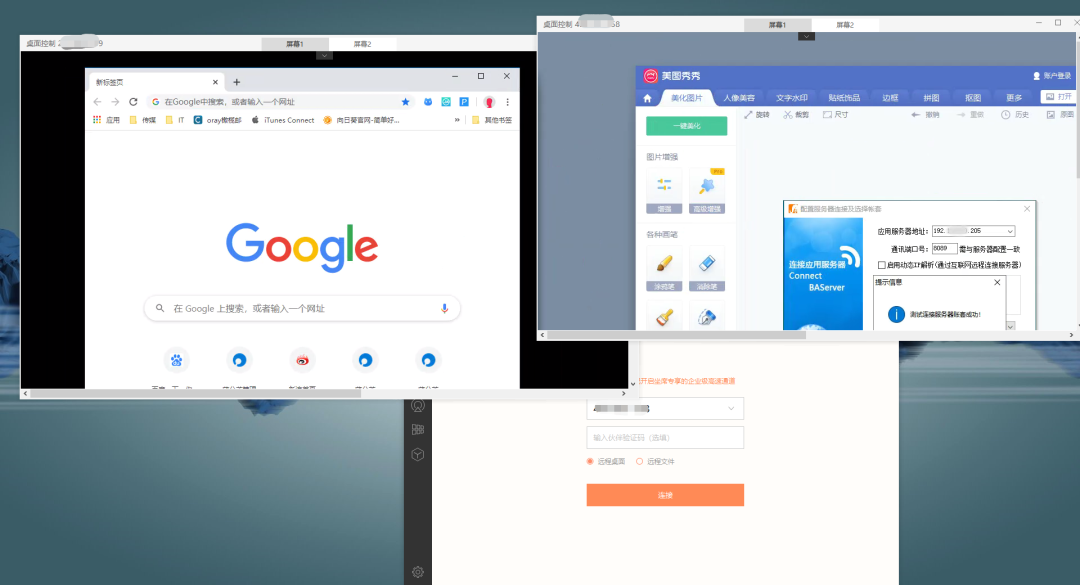 桌面控制
屏幕1
屏幕2
新标签页
在Google中搜索，或者输入一个网址
应用
传媒
IT
oray橄榄邮
iTunes Connect
向日葵官网-简单好...
»
其他书签
Google
在 Google 上搜索，或者输入一个网址
桌面控制
屏幕1
屏幕2
美图秀秀
账户登录
美化图片
人像美容
文字水印
贴纸饰品
边框
拼图
抠图
更多
打开
一键美化
旋转
裁剪
尺寸
撤销
重做
历史
原图
图片增强
Pro
增强
高级增强
各种画笔
涂鸦笔
消除笔
配置服务器连接及选择帐套
连接应用服务器
Connect
BAServer
应用服务器地址:
192.
.205
通讯端口号:
8089
需与服务器配置一致
启用动态IP解析(通过互联网远程连接服务器)
提示信息
测试连接服务器账套成功!
开启坐席专享的企业级高速通道
输入伙伴验证码（选填）
远程桌面
远程文件
连接